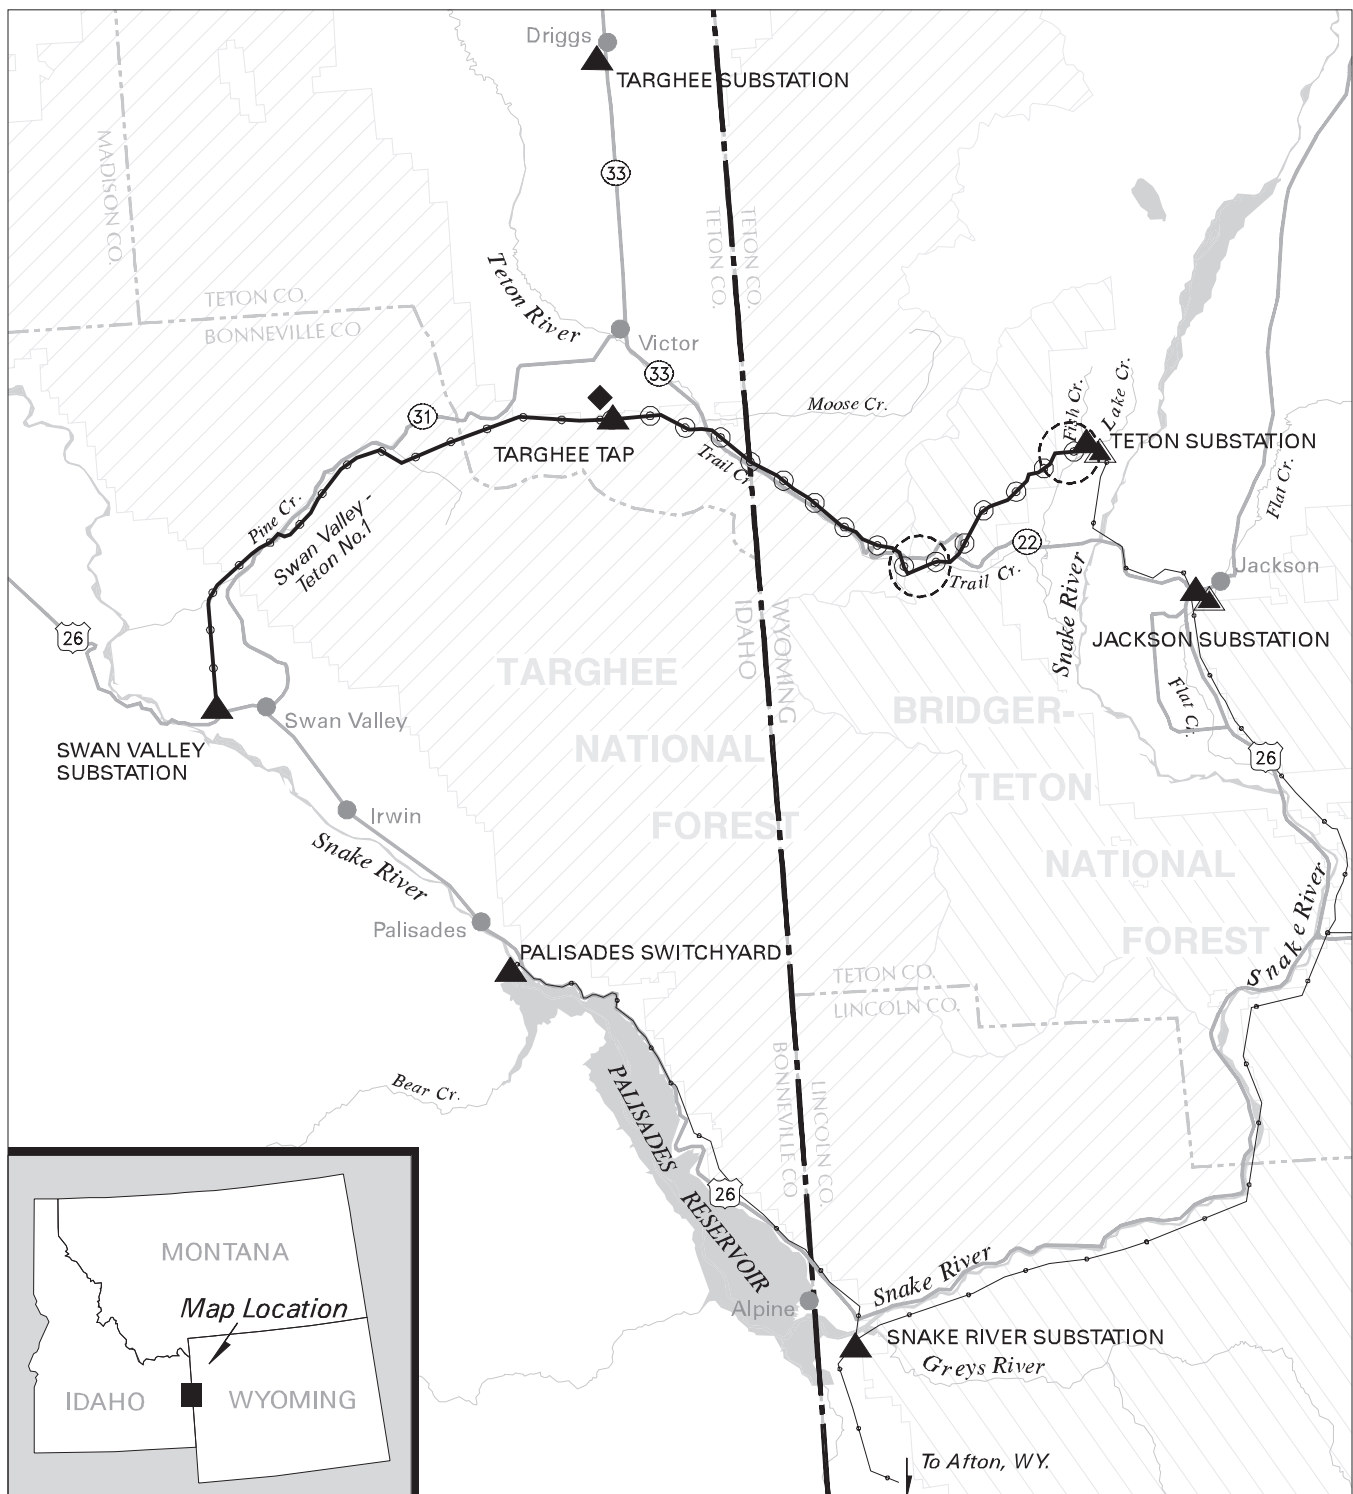 Driggs
TARGHEE SUBSTATION
33
MADISON CO.
TETON CO.
TETON CO.
Teton River
TETON CO.
BONNEVILLE CO
Victor
33
31
Moose Cr.
Fish Cr.
Lake Cr.
TARGHEE TAP
Trail Cr
TETON SUBSTATION
Flat Cr.
Pine Cr.
Swan Valley -
Teton No.1
22
Trail Cr.
Jackson
Snake River
26
IDAHO
WYOMING
JACKSON SUBSTATION
TARGHEE
NATIONAL
FOREST
BRIDGER-
TETON
NATIONAL
FOREST
Flat Cr.
Swan Valley
SWAN VALLEY
SUBSTATION
26
Irwin
Snake River
Snake River
Palisades
PALISADES SWITCHYARD
TETON CO.
LINCOLN CO.
BONNEVILLE CO
LINCOLN CO.
Bear Cr.
PALISADES
RESERVOIR
26
Alpine
Snake River
SNAKE RIVER SUBSTATION
Greys River
To Afton, WY.
MONTANA
Map Location
IDAHO
WYOMING